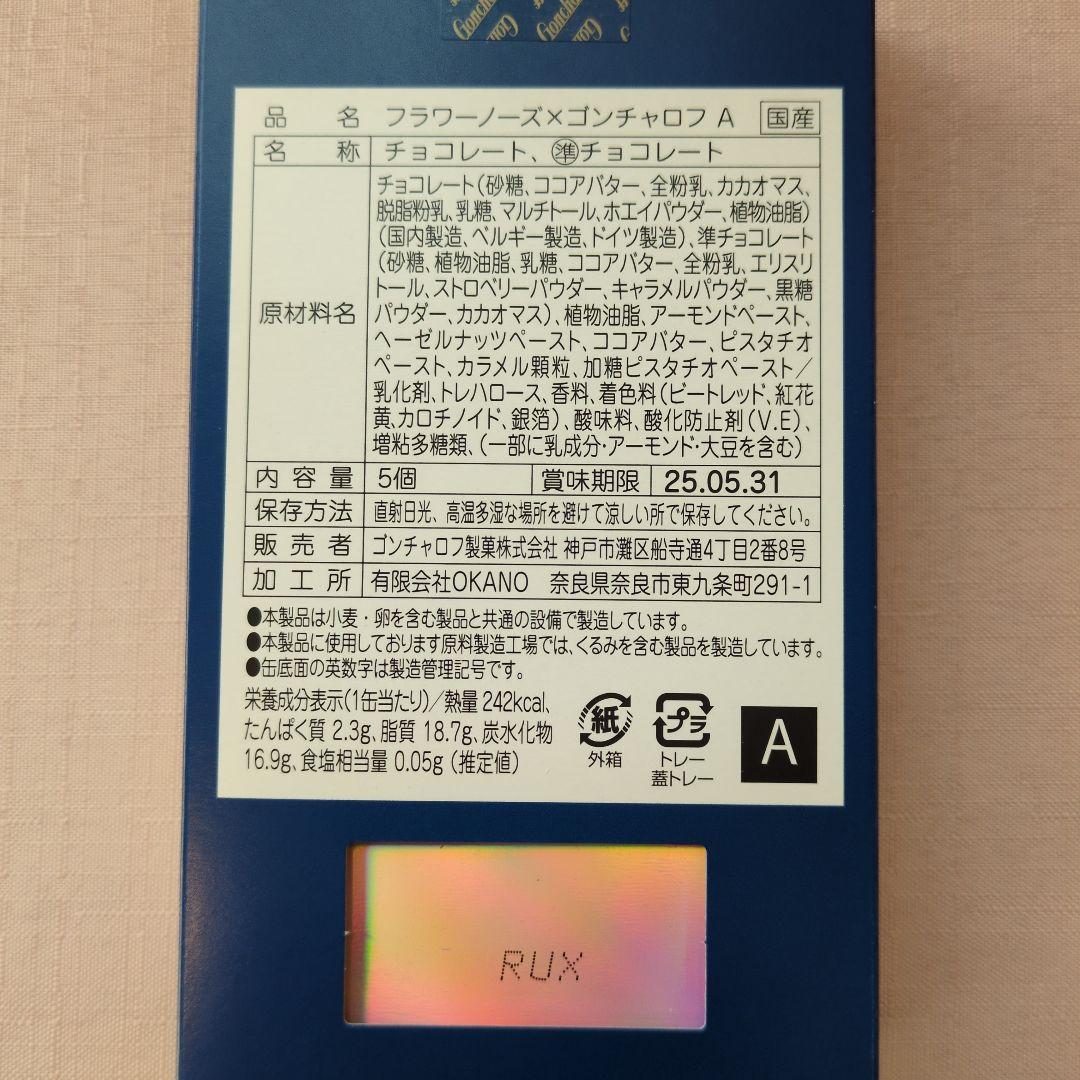 Goncharoff
品名 フラワーノーズ×ゴンチャロフ A 国産
名称 チョコレート、準チョコレート
原材料名
チョコレート(砂糖、ココアバター、全粉乳、カカオマス、
脱脂粉乳、乳糖、マルチトール、ホエイパウダー、植物油脂)
(国内製造、ベルギー製造、ドイツ製造)、準チョコレート
(砂糖、植物油脂、乳糖、ココアバター、全粉乳、エリスリ
トール、ストロベリーパウダー、キャラメルパウダー、黒糖
パウダー、カカオマス)、植物油脂、アーモンドペースト、
ヘーゼルナッツペースト、ココアバター、ピスタチオ
ペースト、カラメル顆粒、加糖ピスタチオペースト/
乳化剤、トレハロース、香料、着色料(ビートレッド、紅花
黄、カロチノイド、銀箔)、酸味料、酸化防止剤(V.E)、
増粘多糖類、(一部に乳成分・アーモンド・大豆を含む)
内容量 5個 賞味期限 25.05.31
保存方法 直射日光、高温多湿な場所を避けて涼しい所で保存してください。
販売者 ゴンチャロフ製菓株式会社 神戸市灘区船寺通4丁目2番8号
加工所 有限会社OKANO 奈良県奈良市東九条町291-1
●本製品は小麦・卵を含む製品と共通の設備で製造しています。
●本製品に使用しております原料製造工場では、くるみを含む製品を製造しています。
●缶底面の英数字は製造管理記号です。
栄養成分表示(1缶当たり)/熱量 242kcal、
たんぱく質 2.3g、脂質 18.7g、炭水化物
16.9g、食塩相当量 0.05g(推定値)
紙
外箱
プラ
トレー
蓋トレー
A
RUX